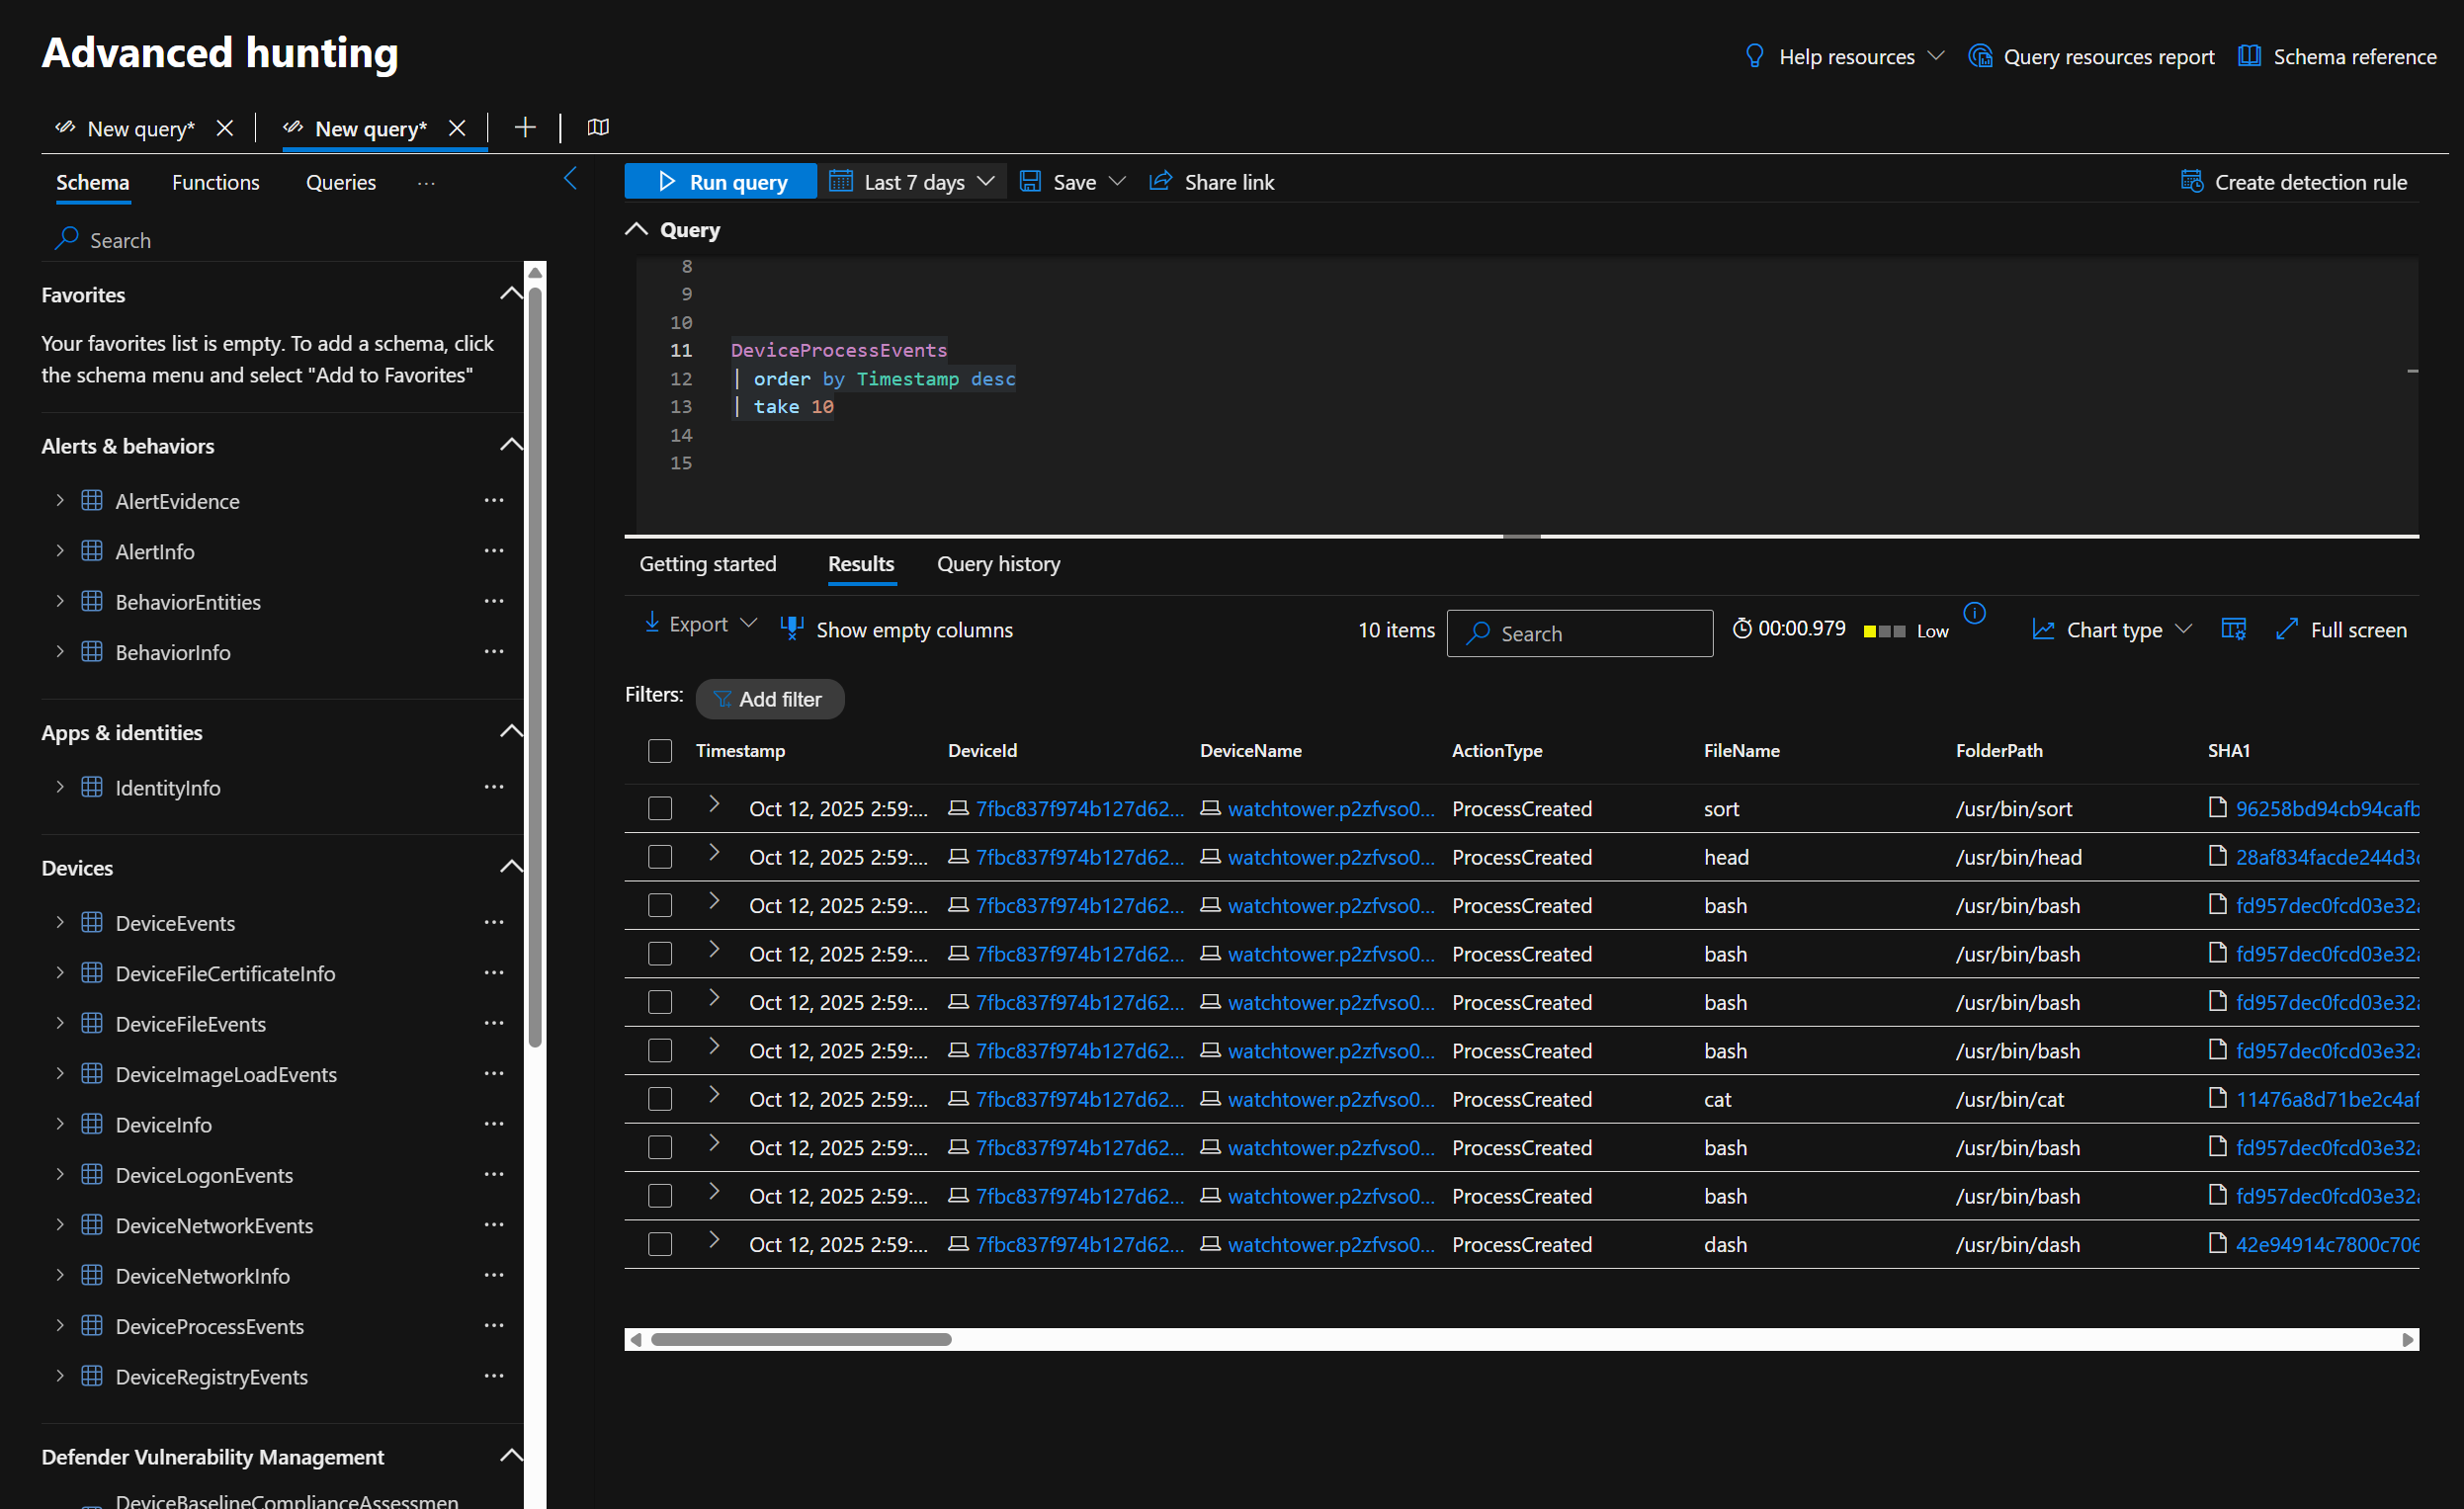 Advanced hunting
Help resources
Query resources report
Schema reference
New query*
New query*
Schema
Functions
Queries
Search
Favorites
Your favorites list is empty. To add a schema, click
the schema menu and select "Add to Favorites"
Alerts & behaviors
AlertEvidence
AlertInfo
BehaviorEntities
BehaviorInfo
Apps & identities
IdentityInfo
Devices
DeviceEvents
DeviceFileCertificateInfo
DeviceFileEvents
DeviceImageLoadEvents
DeviceInfo
DeviceLogonEvents
DeviceNetworkEvents
DeviceNetworkInfo
DeviceProcessEvents
DeviceRegistryEvents
Defender Vulnerability Management
DeviceBaselineComplianceAssessmen
Run query
Last 7 days
Save
Share link
Create detection rule
Query
8
9
10
11 DeviceProcessEvents
12 | order by Timestamp desc
13 | take 10
14
15
Getting started
Results
Query history
Export
Show empty columns
10 items
Search
00:00.979
Low
Chart type
Full screen
Filters:
Add filter
Timestamp DeviceId DeviceName ActionType FileName FolderPath SHA1
Oct 12, 2025 2:59:... 7fbc837f974b127d62... watchtower.p2zfvso0... ProcessCreated sort /usr/bin/sort 96258bd94cb94cafb
Oct 12, 2025 2:59:... 7fbc837f974b127d62... watchtower.p2zfvso0... ProcessCreated head /usr/bin/head 28af834facde244d3
Oct 12, 2025 2:59:... 7fbc837f974b127d62... watchtower.p2zfvso0... ProcessCreated bash /usr/bin/bash fd957dec0fcd03e32
Oct 12, 2025 2:59:... 7fbc837f974b127d62... watchtower.p2zfvso0... ProcessCreated bash /usr/bin/bash fd957dec0fcd03e32
Oct 12, 2025 2:59:... 7fbc837f974b127d62... watchtower.p2zfvso0... ProcessCreated bash /usr/bin/bash fd957dec0fcd03e32
Oct 12, 2025 2:59:... 7fbc837f974b127d62... watchtower.p2zfvso0... ProcessCreated bash /usr/bin/bash fd957dec0fcd03e32
Oct 12, 2025 2:59:... 7fbc837f974b127d62... watchtower.p2zfvso0... ProcessCreated cat /usr/bin/cat 11476a8d71be2c4af
Oct 12, 2025 2:59:... 7fbc837f974b127d62... watchtower.p2zfvso0... ProcessCreated bash /usr/bin/bash fd957dec0fcd03e32
Oct 12, 2025 2:59:... 7fbc837f974b127d62... watchtower.p2zfvso0... ProcessCreated bash /usr/bin/bash fd957dec0fcd03e32
Oct 12, 2025 2:59:... 7fbc837f974b127d62... watchtower.p2zfvso0... ProcessCreated dash /usr/bin/dash 42e94914c7800c706